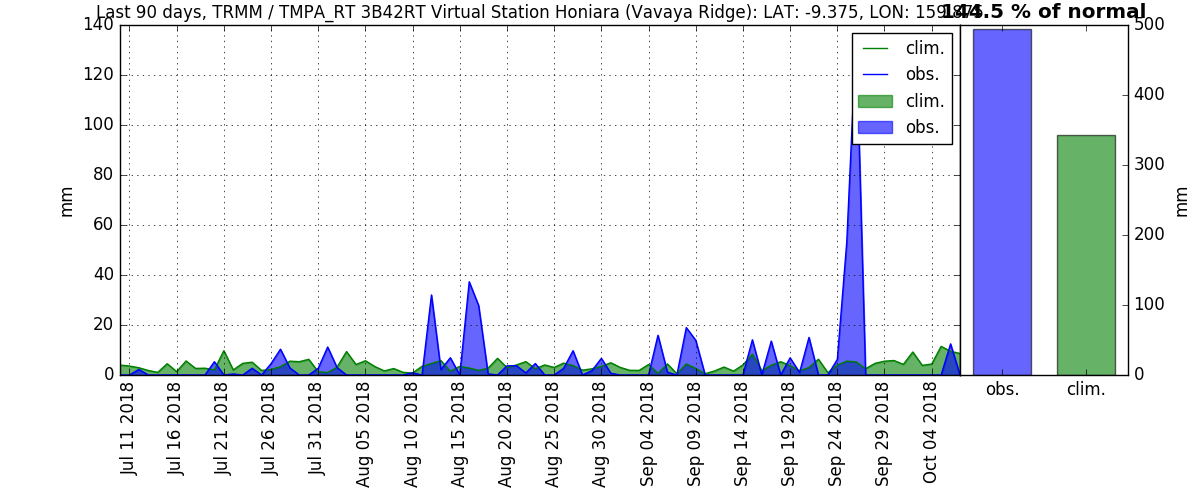 Last 90 days, TRMM / TMPA_RT 3B42RT Virtual Station Honiara (Vavaya Ridge): LAT: -9.375, LON:
144.5 % of normal
140
120
100
80
60
40
20
0
mm
clim.
obs.
clim.
obs.
500
400
300
200
100
0
mm
obs.
clim.
Jul 11 2018
Jul 16 2018
Jul 21 2018
Jul 26 2018
Jul 31 2018
Aug 05 2018
Aug 10 2018
Aug 15 2018
Aug 20 2018
Aug 25 2018
Aug 30 2018
Sep 04 2018
Sep 09 2018
Sep 14 2018
Sep 19 2018
Sep 24 2018
Sep 29 2018
Oct 04 2018